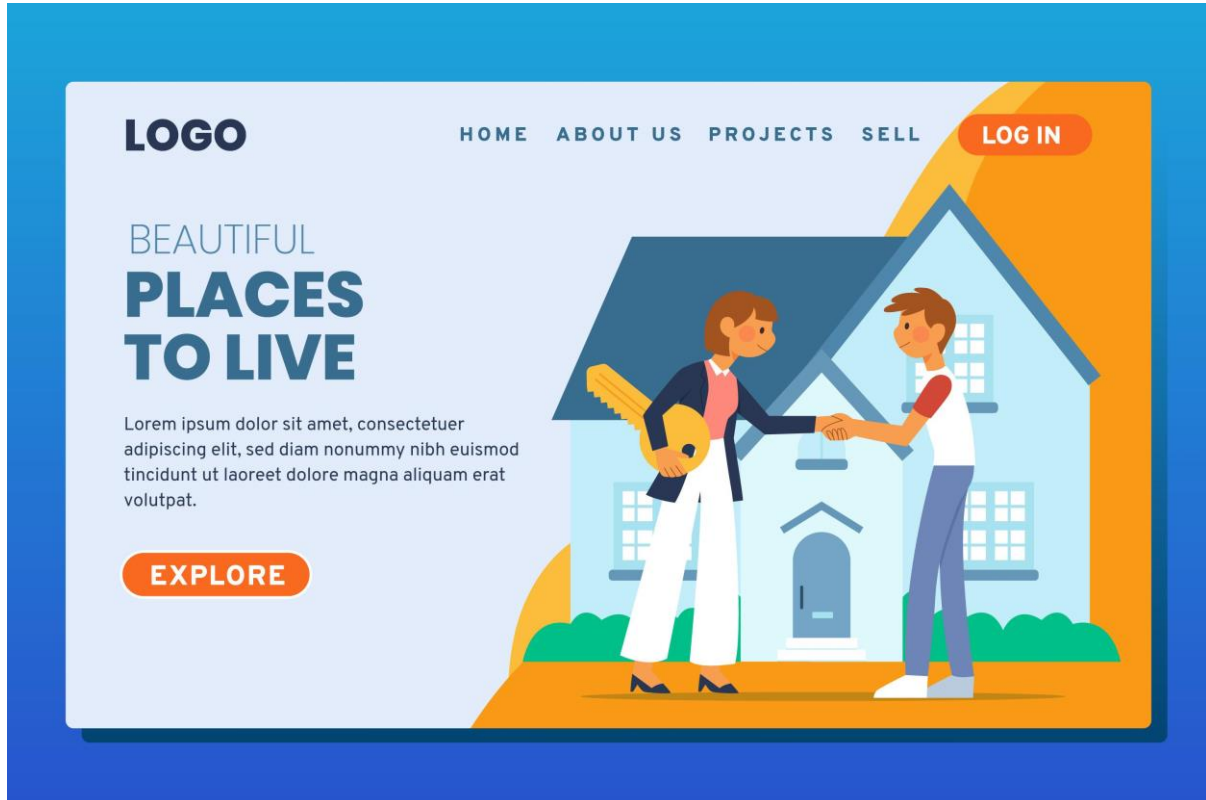 LOGO
HOME ABOUT US PROJECTS SELL LOG IN
BEAUTIFUL
PLACES
TO LIVE
Lorem ipsum dolor sit amet, consectetuer
adipiscing elit, sed diam nonummy nibh euismod
tincidunt ut laoreet dolore magna aliquam erat
volutpat.
EXPLORE